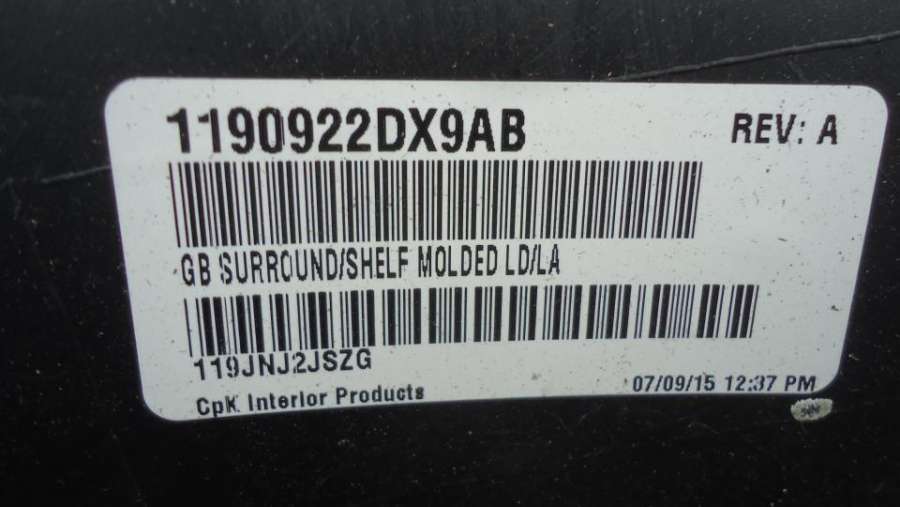 1190922DX9AB REV: A
GB SURROUND/SHELF MOLDED LD/LA
119JNJ2JSZG
CpK Interior Products 07/09/15 12:37 PM